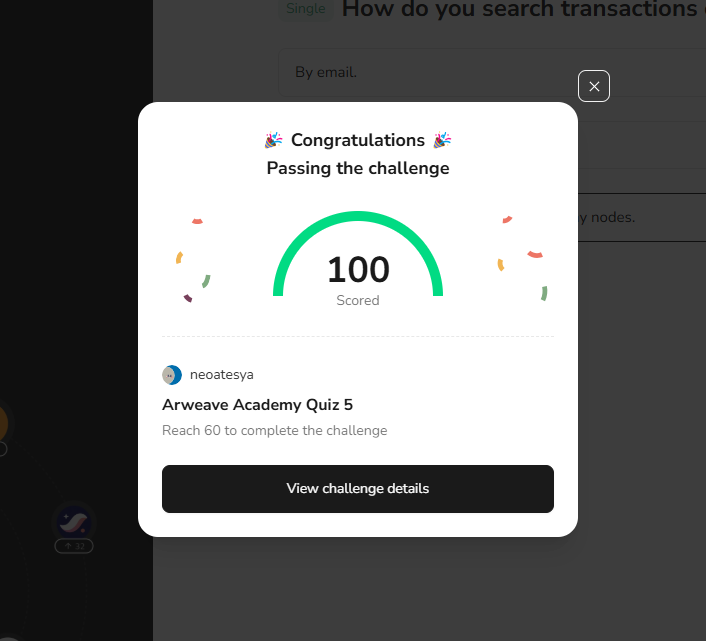 Single How do you search transactions
By email.
y nodes.
Congratulations
Passing the challenge
100
Scored
neoatesya
Arweave Academy Quiz 5
Reach 60 to complete the challenge
View challenge details
32